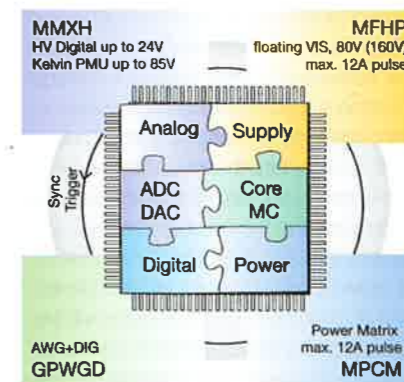 MMXH
HV Digital up to 24V
Kelvin PMU up to 85V
MFHP
floating VIS, 80V (160V)
max. 12A pulse
Analog
Supply
Sync
Trigger
ADC
DAC
Core
MC
Digital
Power
AWG+DIG
GPWGD
Power Matrix
max. 12A pulse
MPCM